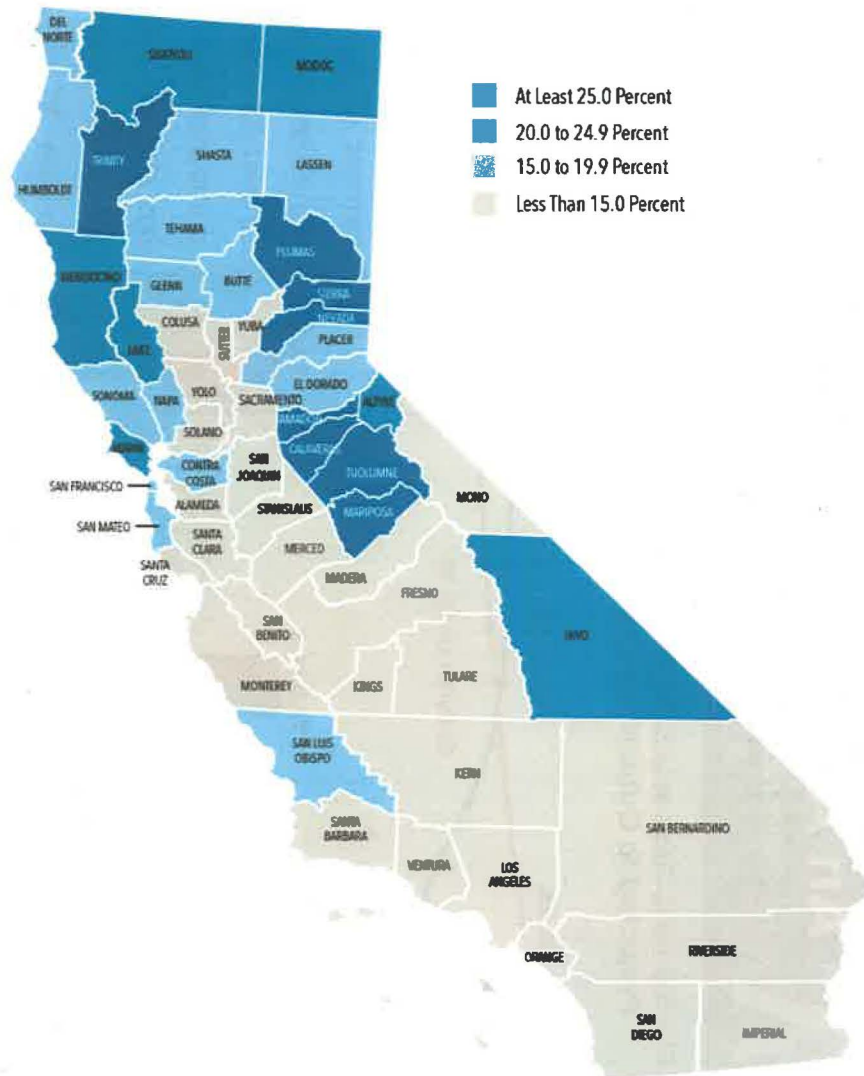 DEL
NORTE
SISKIYOU
MODOC
At Least 25.0 Percent
20.0 to 24.9 Percent
15.0 to 19.9 Percent
Less Than 15.0 Percent
TRINITY
SHASTA
LASSEN
HUMBOLDT
TEHAMA
PLUMAS
MENDOCINO
GLENN
BUTTE
SIERRA
NEVADA
COLUSA
SUTTER
YUBA
PLACER
LAKE
EL DORADO
SONOMA
NAPA
YOLO
SACRAMENTO
ALPINE
AMADOR
SOLANO
MARIN
CALAVERAS
CONTRA
COSTA
SAN
JOAQUIN
TUOLUMNE
SAN FRANCISCO
MONO
ALAMEDA
STANISLAUS
MARIPOSA
SAN MATEO
SANTA
CLARA
MERCED
SANTA
CRUZ
MADERA
FRESNO
SAN
BENITO
INYO
MONTEREY
KINGS
TULARE
SAN LUIS
OBISPO
KERN
SANTA
BARBARA
SAN BERNARDINO
VENTURA
LOS
ANGELES
ORANGE
RIVERSIDE
SAN
DIEGO
IMPERIAL